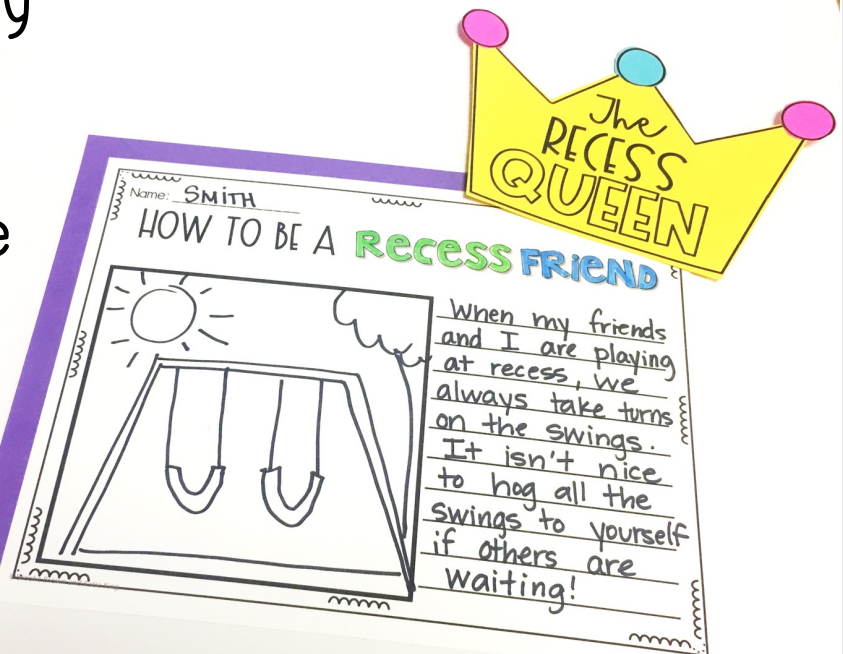 y
e
The
RECESS
QUEEN
Name: SMITH
HOW TO BE A RECESS FRIEND
When my friends
and I are playing
at recess, we
always take turns
on the swings.
It isn't nice
to hog all the
swings to yourself
if others are
waiting!